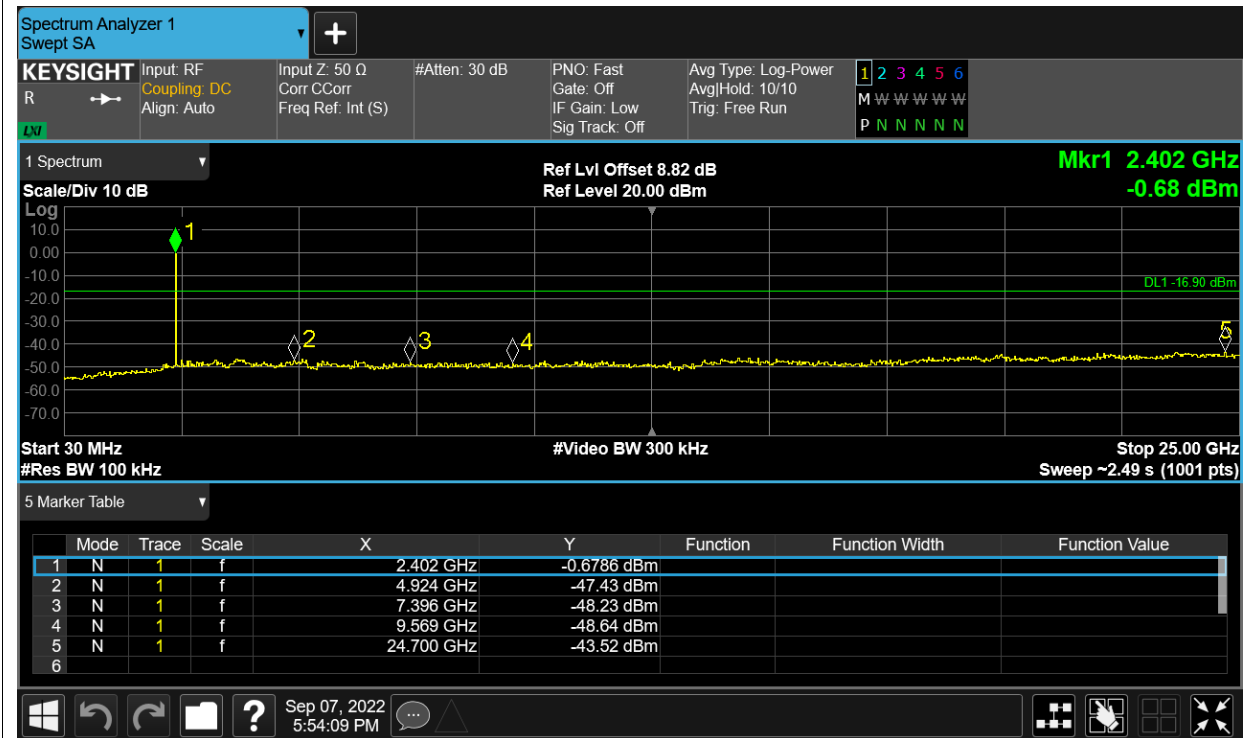 Spectrum Analyzer 1
Swept SA
+
KEYSIGHT Input: RF Input Z: 50 Ω #Atten: 30 dB PNO: Fast Avg Type: Log-Power 1 2 3 4 5 6
R Coupling: DC Corr CCorr Gate: Off Avg|Hold: 10/10 M W W W W W
Align: Auto Freq Ref: Int (S) IF Gain: Low Trig: Free Run
LXI Sig Track: Off P N N N N N
1 Spectrum Ref Lvl Offset 8.82 dB Mkr1 2.402 GHz
Scale/Div 10 dB Ref Level 20.00 dBm -0.68 dBm
Log
10.0 1
0.00
-10.0 DL1 -16.90 dBm
-20.0
-30.0
-40.0 2 3 4 5
-50.0
-60.0
-70.0
Start 30 MHz #Video BW 300 kHz Stop 25.00 GHz
#Res BW 100 kHz Sweep ~2.49 s (1001 pts)
5 Marker Table
Mode Trace Scale X Y Function Function Width Function Value
1 N 1 f 2.402 GHz -0.6786 dBm
2 N 1 f 4.924 GHz -47.43 dBm
3 N 1 f 7.396 GHz -48.23 dBm
4 N 1 f 9.569 GHz -48.64 dBm
5 N 1 f 24.700 GHz -43.52 dBm
6
? Sep 07, 2022
5:54:09 PM